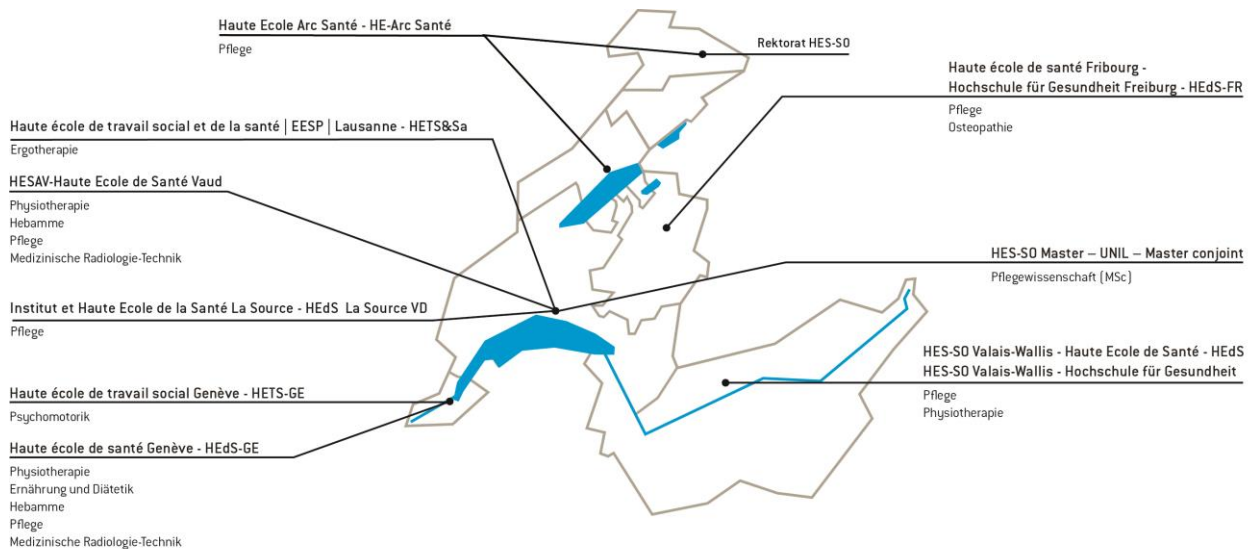 Haute Ecole Arc Santé - HE-Arc Santé
Pflege
Rektorat HES-SO
Haute école de santé Fribourg -
Hochschule für Gesundheit Freiburg - HEdS-FR
Pflege
Osteopathie
Haute école de travail social et de la santé | EESP | Lausanne - HETS&Sa
Ergotherapie
HESAV-Haute Ecole de Santé Vaud
Physiotherapie
Hebamme
Pflege
Medizinische Radiologie-Technik
HES-SO Master – UNIL – Master conjoint
Pflegewissenschaft (MSc)
Institut et Haute Ecole de la Santé La Source - HEdS La Source VD
Pflege
HES-SO Valais-Wallis - Haute Ecole de Santé - HEdS
HES-SO Valais-Wallis - Hochschule für Gesundheit
Pflege
Physiotherapie
Haute école de travail social Genève - HETS-GE
Psychomotorik
Haute école de santé Genève - HEdS-GE
Physiotherapie
Ernährung und Diätetik
Hebamme
Pflege
Medizinische Radiologie-Technik